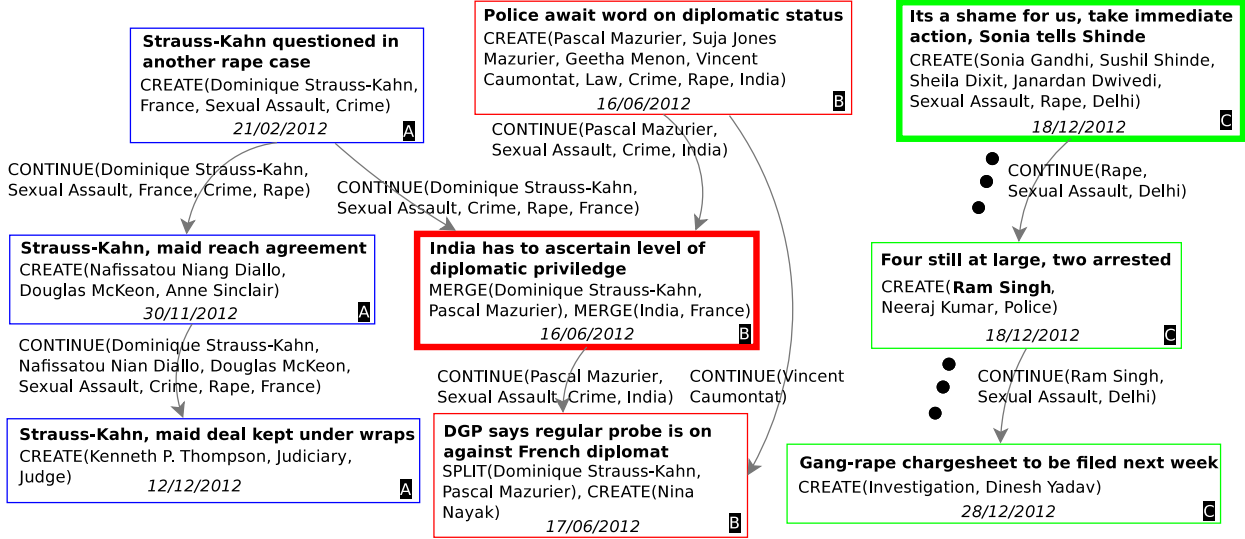 Strauss-Kahn questioned in
another rape case
CREATE(Dominique Strauss-Kahn,
France, Sexual Assault, Crime)
21/02/2012
A
Police await word on diplomatic status
CREATE(Pascal Mazurier, Suja Jones
Mazurier, Geetha Menon, Vincent
Caumontat, Law, Crime, Rape, India)
16/06/2012
B
Its a shame for us, take immediate
action, Sonia tells Shinde
CREATE(Sonia Gandhi, Sushil Shinde,
Sheila Dixit, Janardan Dwivedi,
Sexual Assault, Rape, Delhi)
18/12/2012
C
CONTINUE(Dominique Strauss-Kahn,
Sexual Assault, France, Crime, Rape)
CONTINUE(Dominique Strauss-Kahn,
Sexual Assault, Crime, Rape, France)
CONTINUE(Pascal Mazurier,
Sexual Assault, Crime, India)
CONTINUE(Rape,
Sexual Assault, Delhi)
Strauss-Kahn, maid reach agreement
CREATE(Nafissatou Niang Diallo,
Douglas McKeon, Anne Sinclair)
30/11/2012
A
India has to ascertain level of
diplomatic priviledge
MERGE(Dominique Strauss-Kahn,
Pascal Mazurier), MERGE(India, France)
16/06/2012
B
Four still at large, two arrested
CREATE(Ram Singh,
Neeraj Kumar, Police)
18/12/2012
C
CONTINUE(Dominique Strauss-Kahn,
Nafissatou Nian Diallo, Douglas McKeon,
Sexual Assault, Crime, Rape, France)
CONTINUE(Pascal Mazurier,
Sexual Assault, Crime, India)
CONTINUE(Vincent
Caumontat)
CONTINUE(Ram Singh,
Sexual Assault, Delhi)
Strauss-Kahn, maid deal kept under wraps
CREATE(Kenneth P. Thompson, Judiciary,
Judge)
12/12/2012
A
DGP says regular probe is on
against French diplomat
SPLIT(Dominique Strauss-Kahn,
Pascal Mazurier), CREATE(Nina
Nayak)
17/06/2012
B
Gang-rape chargesheet to be filed next week
CREATE(Investigation, Dinesh Yadav)
28/12/2012
C